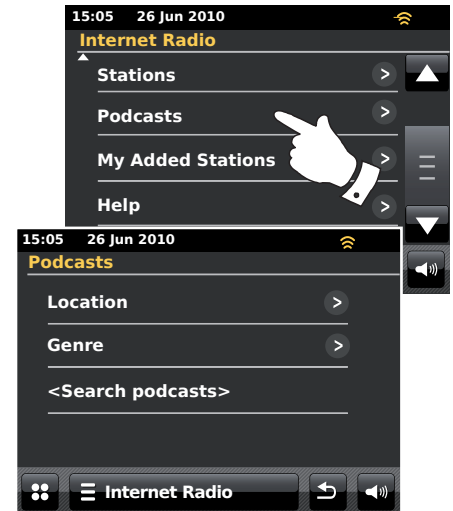 15:05 26 Jun 2010
Internet Radio
Stations >
Podcasts >
My Added Stations >
Help >
15:05 26 Jun 2010
Podcasts
Location >
Genre >
<Search podcasts>
Internet Radio